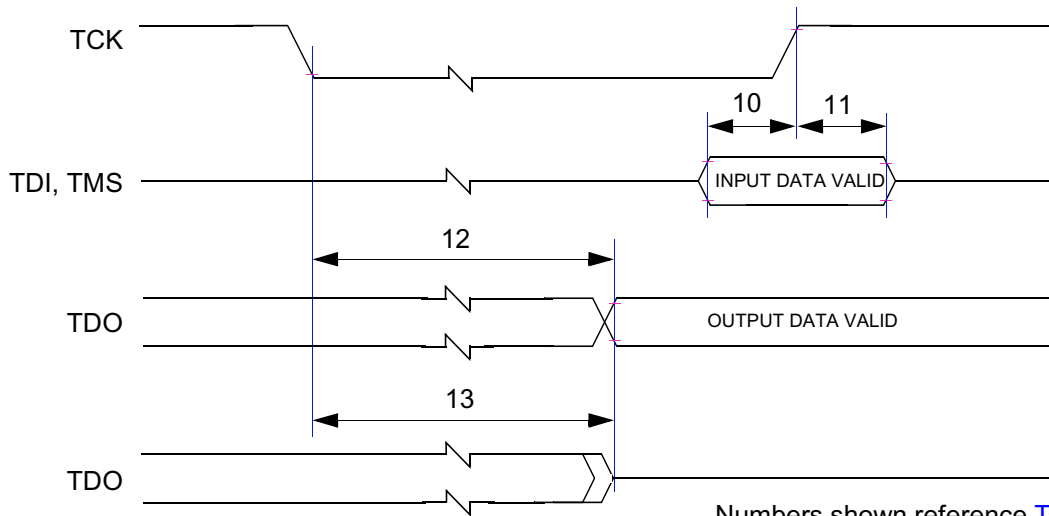 TCK
10
11
TDI, TMS
INPUT DATA VALID
12
TDO
OUTPUT DATA VALID
13
TDO
Numbers shown reference T